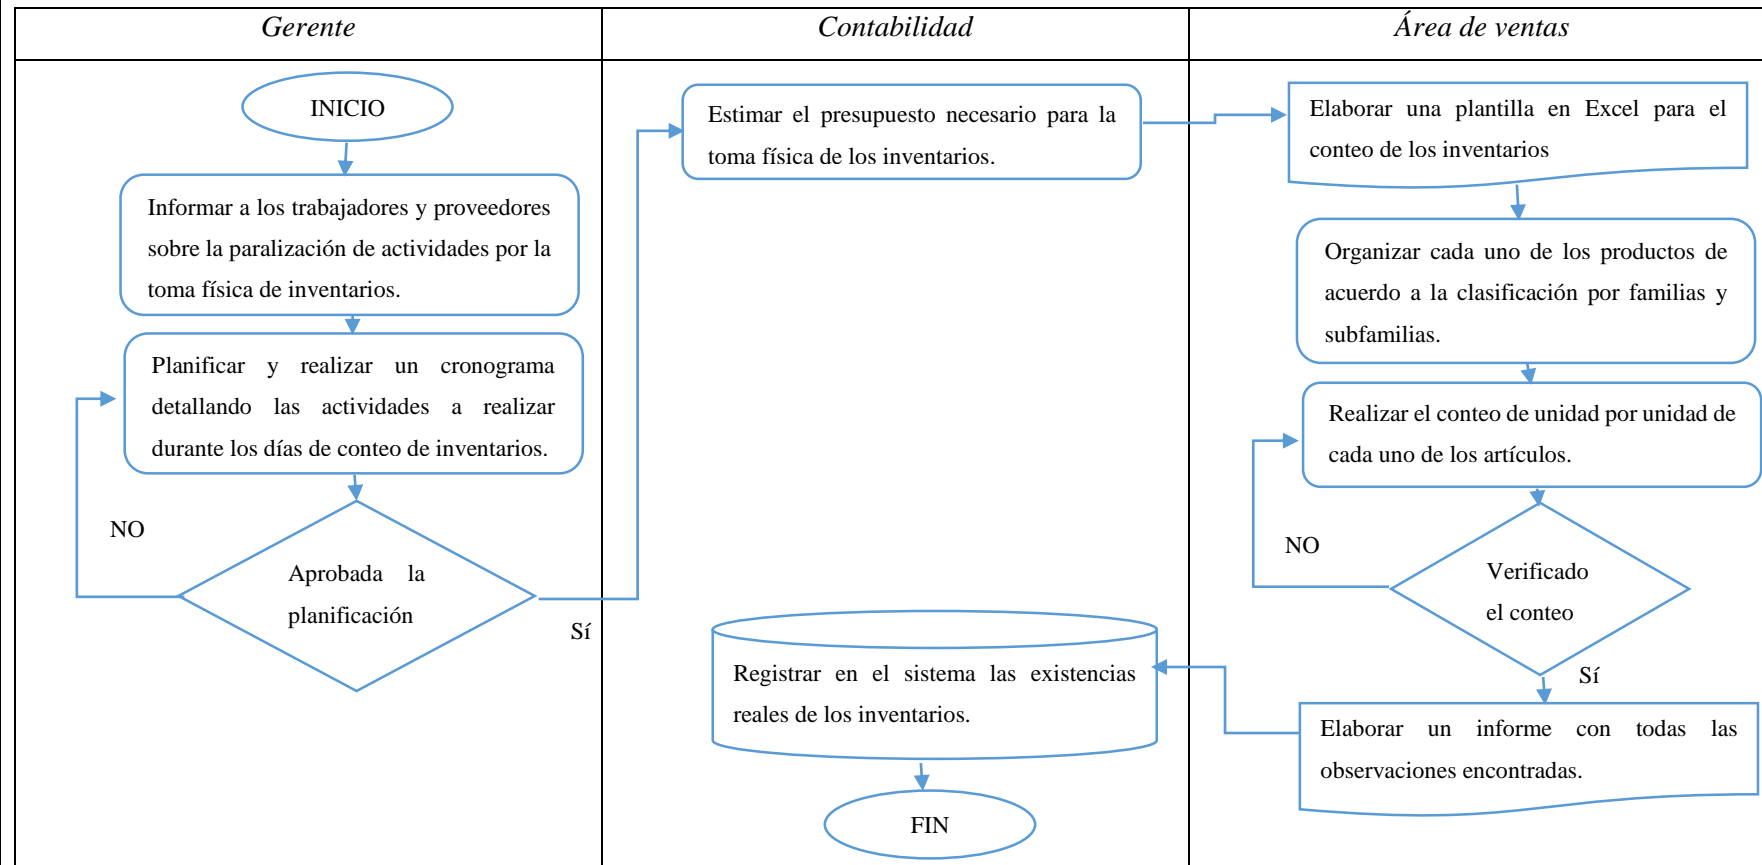 Gerente
Contabilidad
Área de ventas
INICIO
Informar a los trabajadores y proveedores
sobre la paralización de actividades por la
toma física de inventarios.
Planificar y realizar un cronograma
detallando las actividades a realizar
durante los días de conteo de inventarios.
NO
Aprobada la
planificación
Sí
Estimar el presupuesto necesario para la
toma física de los inventarios.
Elaborar una plantilla en Excel para el
conteo de los inventarios
Organizar cada uno de los productos de
acuerdo a la clasificación por familias y
subfamilias.
Realizar el conteo de unidad por unidad de
cada uno de los artículos.
NO
Verificado
el conteo
Sí
Elaborar un informe con todas las
observaciones encontradas.
Registrar en el sistema las existencias
reales de los inventarios.
FIN